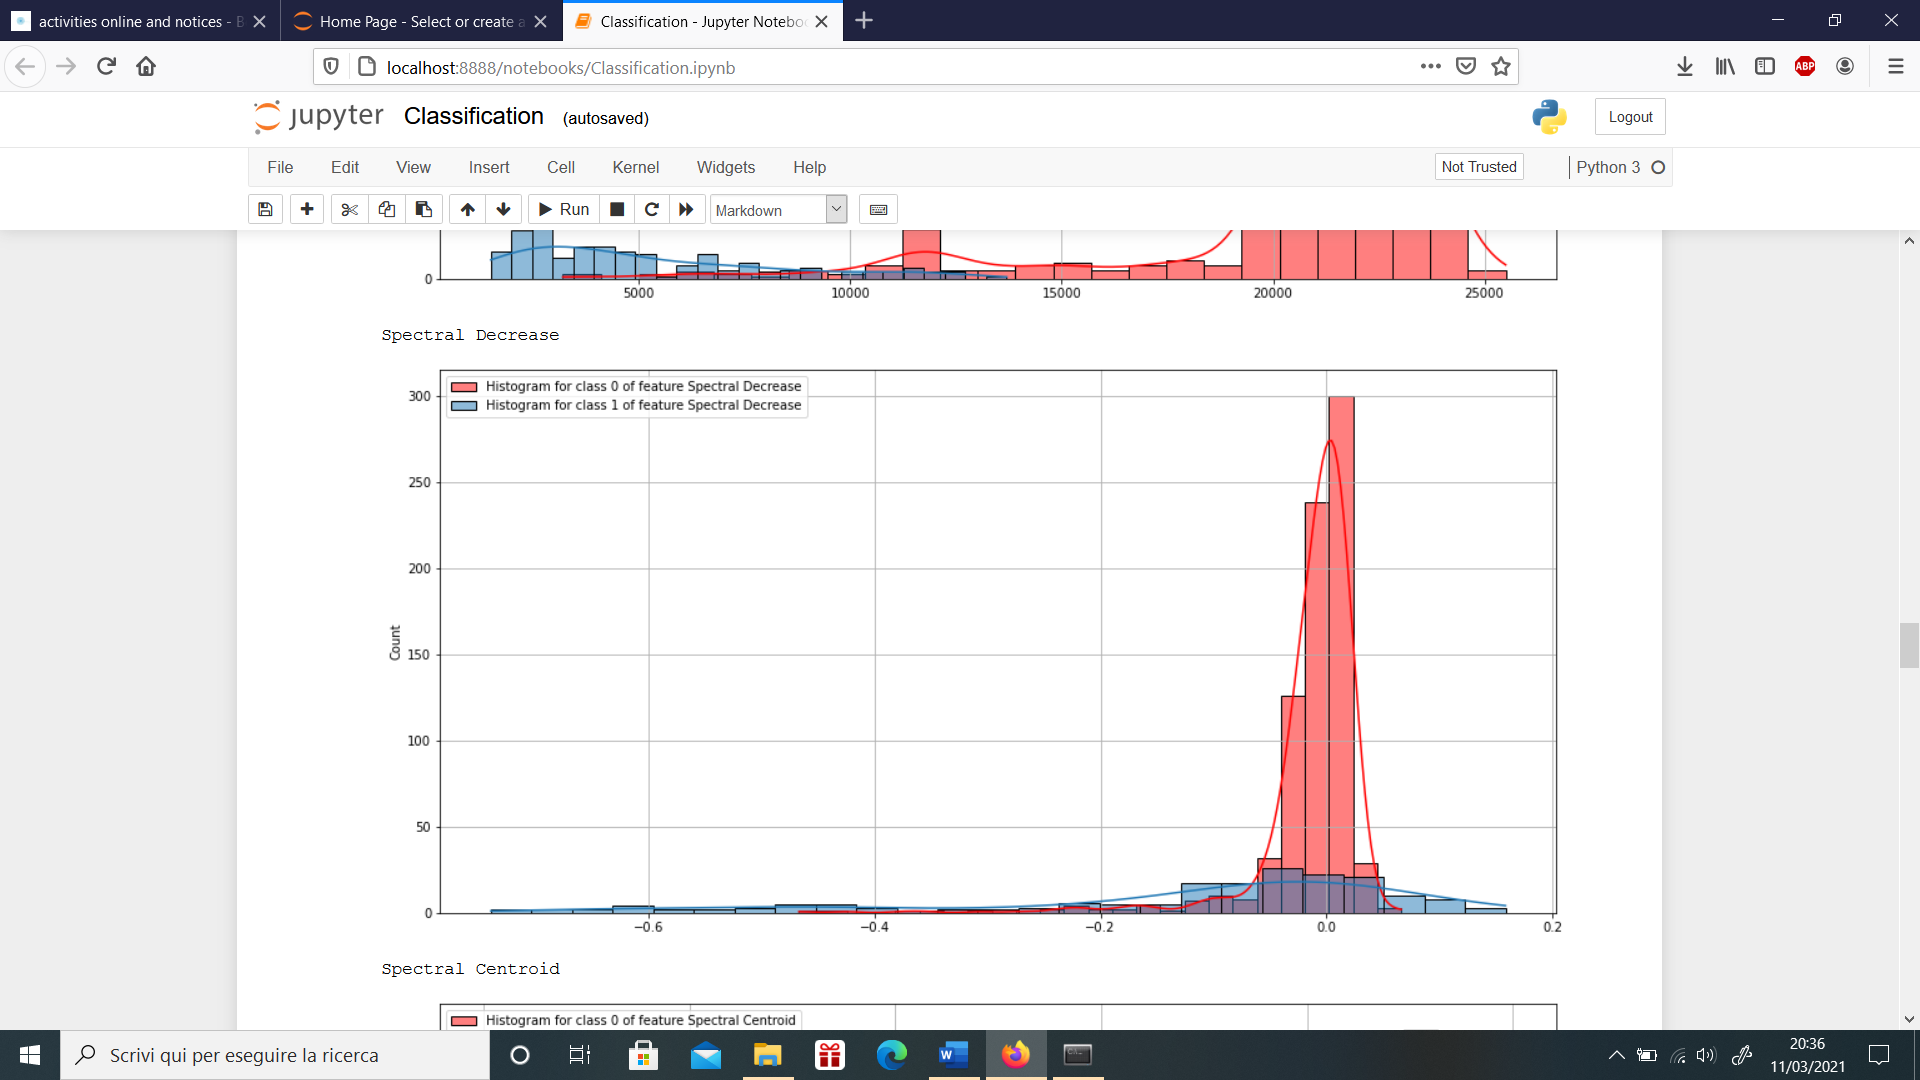 activities online and notices - B
Home Page - Select or create a
Classification - Jupyter Notebo
localhost:8888/notebooks/Classification.ipynb
ABP
jupyter Classification (autosaved)
Logout
File Edit View Insert Cell Kernel Widgets Help
Not Trusted
Python 3
Run
Markdown
0
5000 10000 15000 20000 25000
Spectral Decrease
Histogram for class 0 of feature Spectral Decrease
Histogram for class 1 of feature Spectral Decrease
300
250
200
150
100
50
0
Count
−0.6 −0.4 −0.2 0.0 0.2
Spectral Centroid
Histogram for class 0 of feature Spectral Centroid
Scrivi qui per eseguire la ricerca
W
20:36
11/03/2021